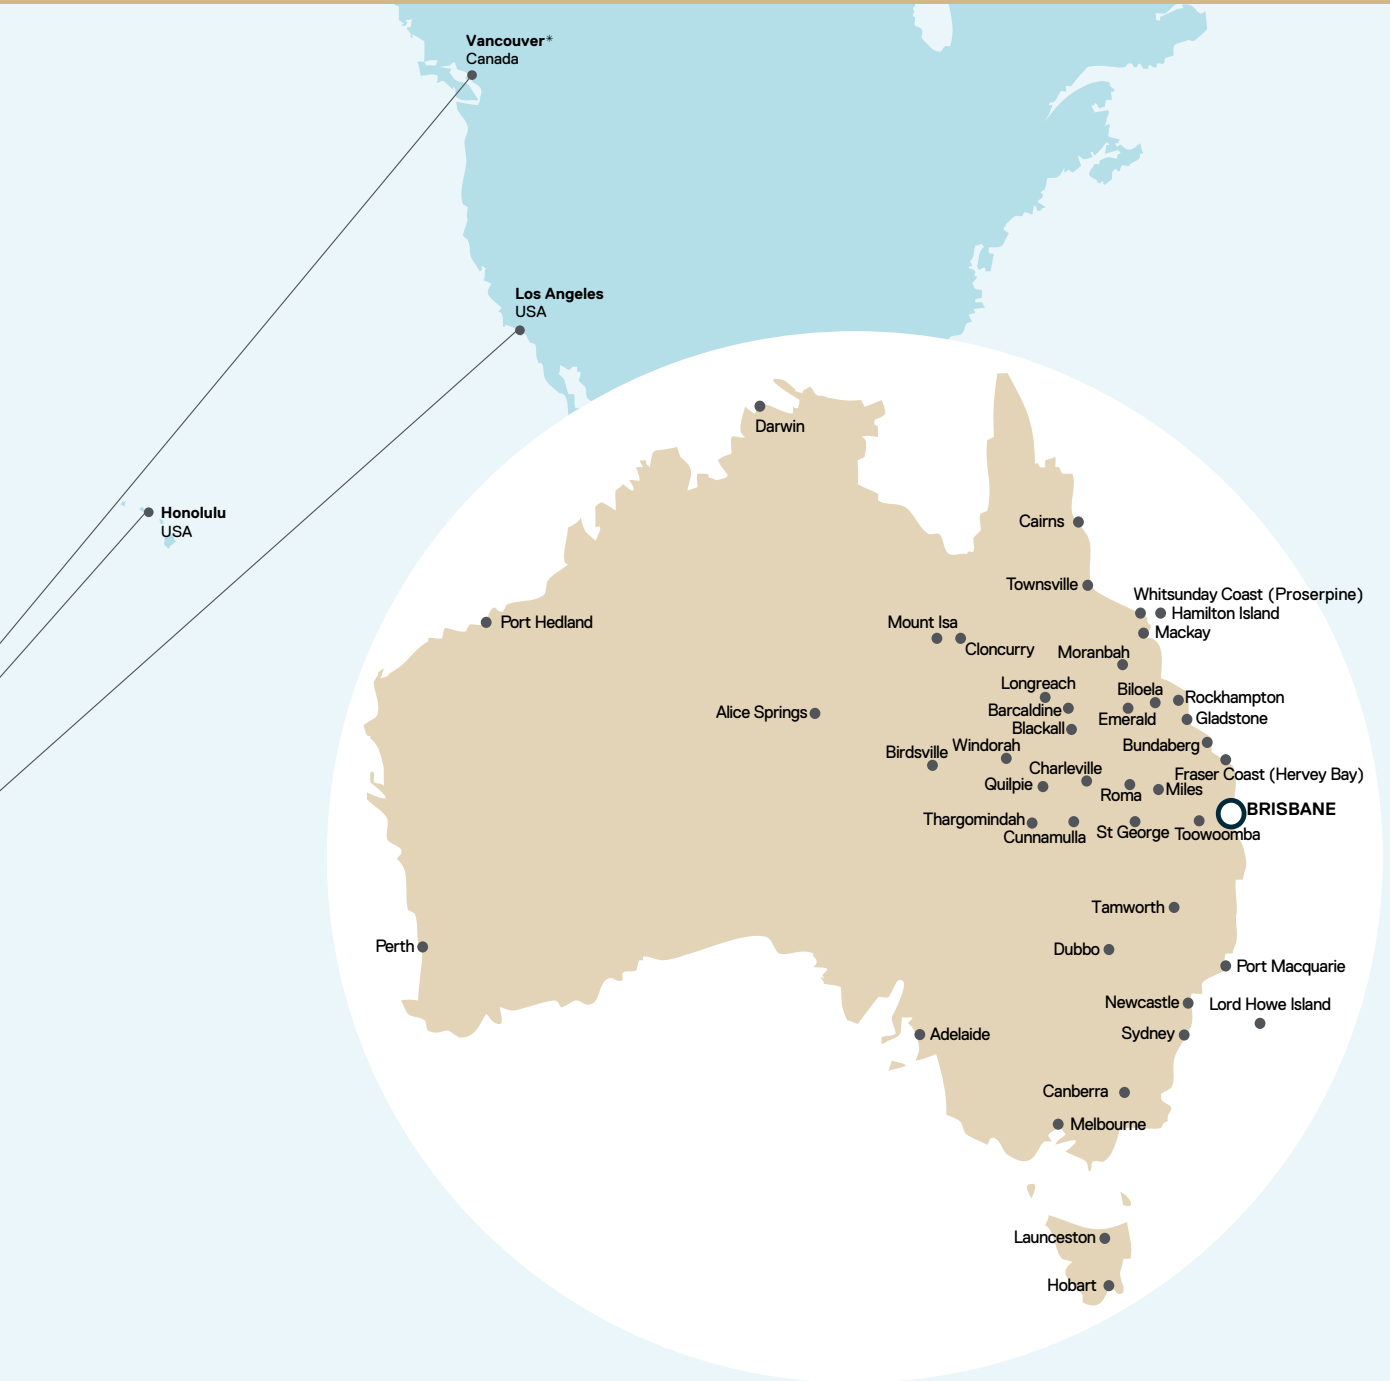 Vancouver*
Canada
Los Angeles
USA
Honolulu
USA
Darwin
Cairns
Townsville
Whitsunday Coast (Proserpine)
Hamilton Island
Mackay
Port Hedland
Mount Isa
Cloncurry
Moranbah
Longreach
Biloela
Rockhampton
Barcaldine
Emerald
Gladstone
Alice Springs
Blackall
Bundaberg
Birdsville
Windorah
Charleville
Fraser Coast (Hervey Bay)
Quilpie
Roma
Miles
BRISBANE
Thargomindah
Cunnamulla
St George
Toowoomba
Tamworth
Perth
Dubbo
Port Macquarie
Newcastle
Lord Howe Island
Adelaide
Sydney
Canberra
Melbourne
Launceston
Hobart